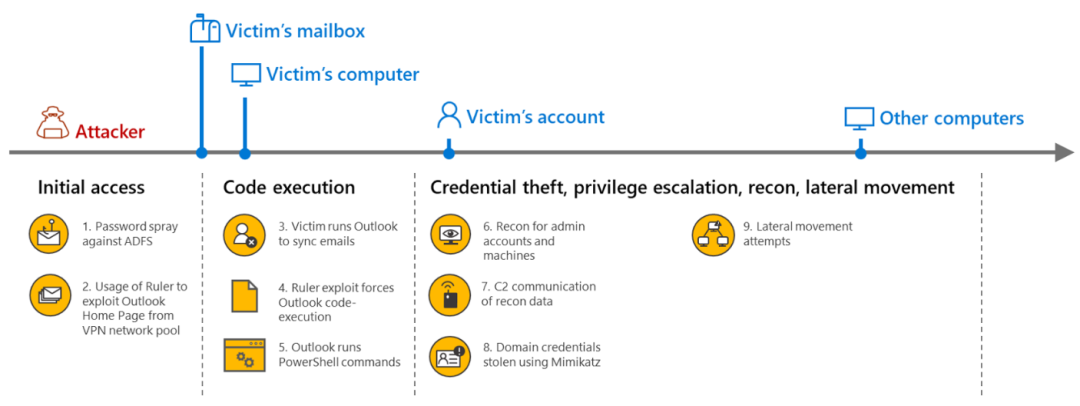 Victim's mailbox
Victim's computer
Attacker
Victim's account
Other computers
Initial access
1. Password spray
against ADFS
2. Usage of Ruler to
exploit Outlook
Home Page from
VPN network pool
Code execution
3. Victim runs Outlook
to sync emails
4. Ruler exploit forces
Outlook code-
execution
5. Outlook runs
PowerShell commands
Credential theft, privilege escalation, recon, lateral movement
6. Recon for admin
accounts and
machines
7. C2 communication
of recon data
8. Domain credentials
stolen using Mimikatz
9. Lateral movement
attempts